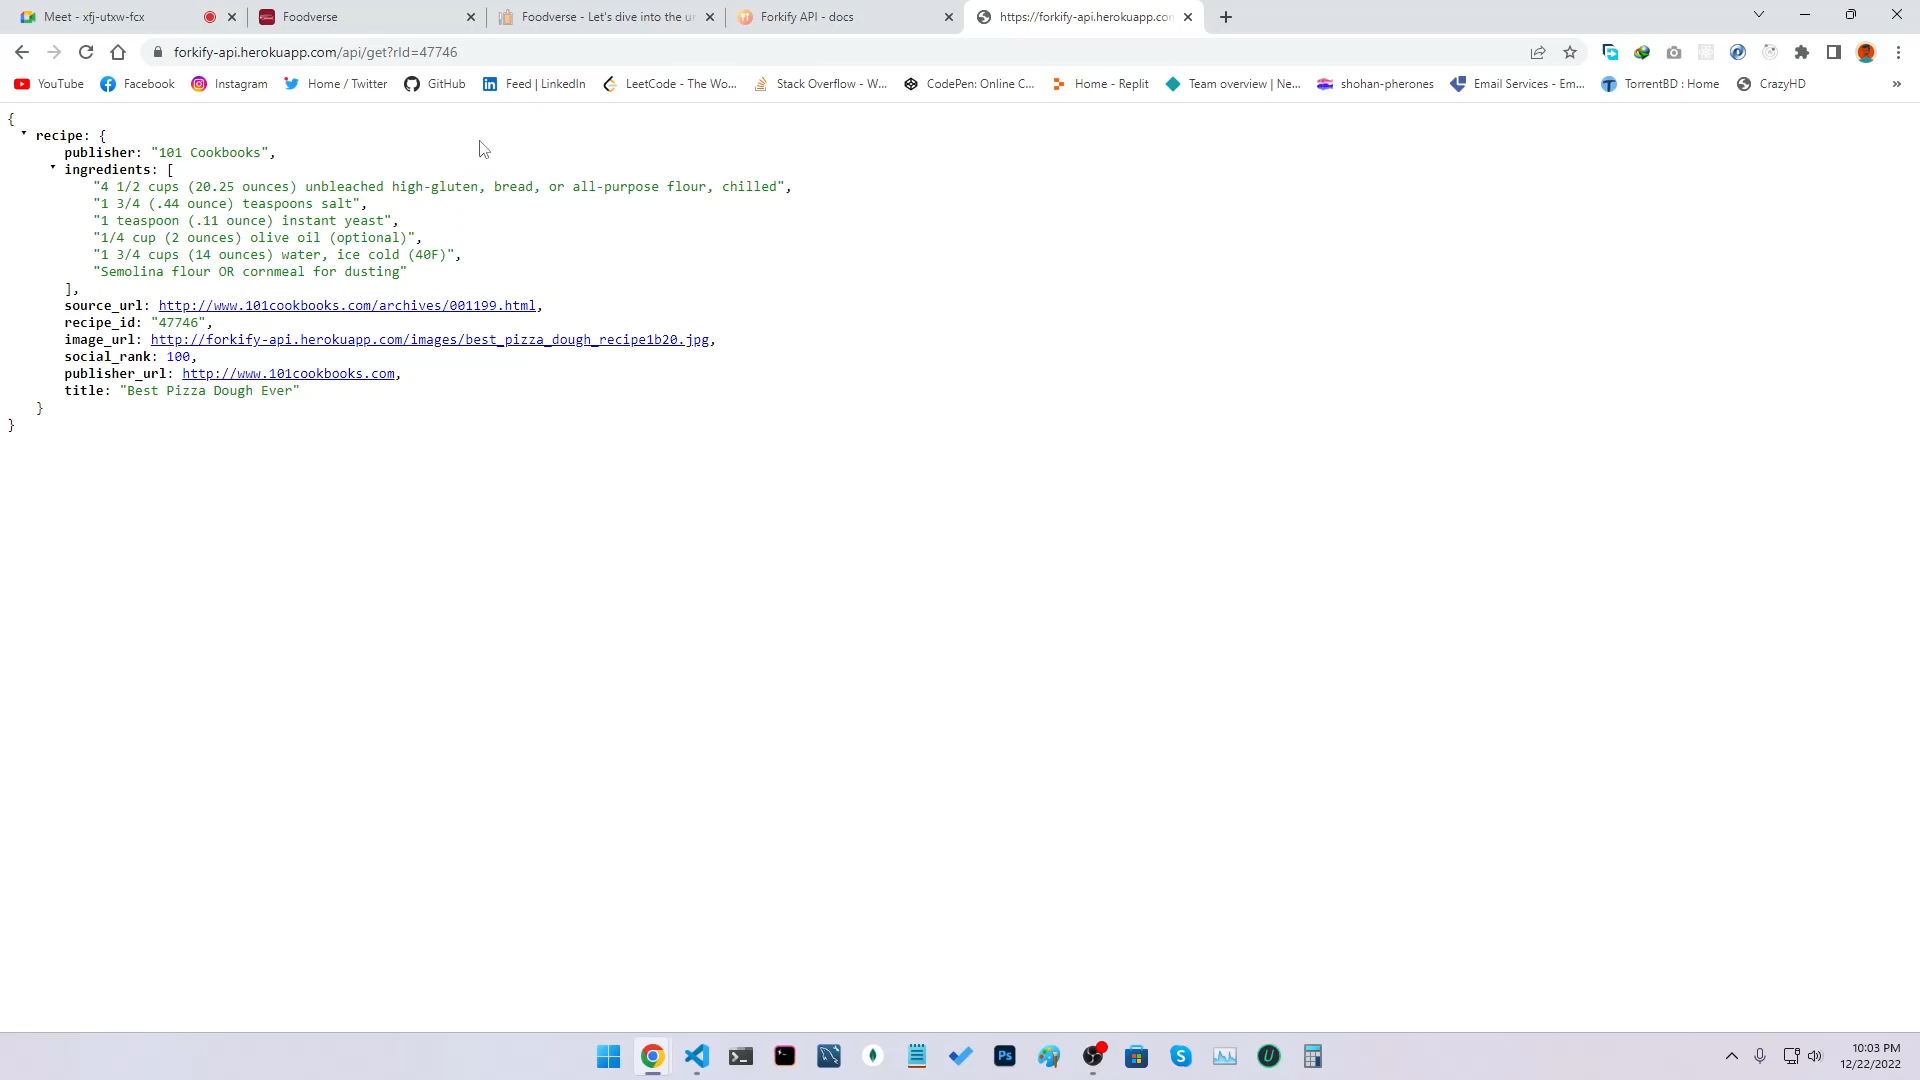 Meet - xfj-utxw-fcx
Foodverse
Foodverse - Let's dive into the u
Forkify API - docs
https://forkify-api.herokuapp.con
forkify-api.herokuapp.com/api/get?rId=47746
YouTube
Facebook
Instagram
Home / Twitter
GitHub
Feed | LinkedIn
LeetCode - The Wo...
Stack Overflow - W...
CodePen: Online C...
Home - Replit
Team overview | Ne...
shohan-pherones
Email Services - Em...
TorrentBD : Home
CrazyHD
»
{
recipe: {
publisher: "101 Cookbooks",
ingredients: [
"4 1/2 cups (20.25 ounces) unbleached high-gluten, bread, or all-purpose flour, chilled",
"1 3/4 (.44 ounce) teaspoons salt",
"1 teaspoon (.11 ounce) instant yeast",
"1/4 cup (2 ounces) olive oil (optional)",
"1 3/4 cups (14 ounces) water, ice cold (40F)",
"Semolina flour OR cornmeal for dusting"
],
source_url: http://www.101cookbooks.com/archives/001199.html,
recipe_id: "47746",
image_url: http://forkify-api.herokuapp.com/images/best_pizza_dough_recipe1b20.jpg,
social_rank: 100,
publisher_url: http://www.101cookbooks.com,
title: "Best Pizza Dough Ever"
}
}
Ps
10:03 PM
12/22/2022